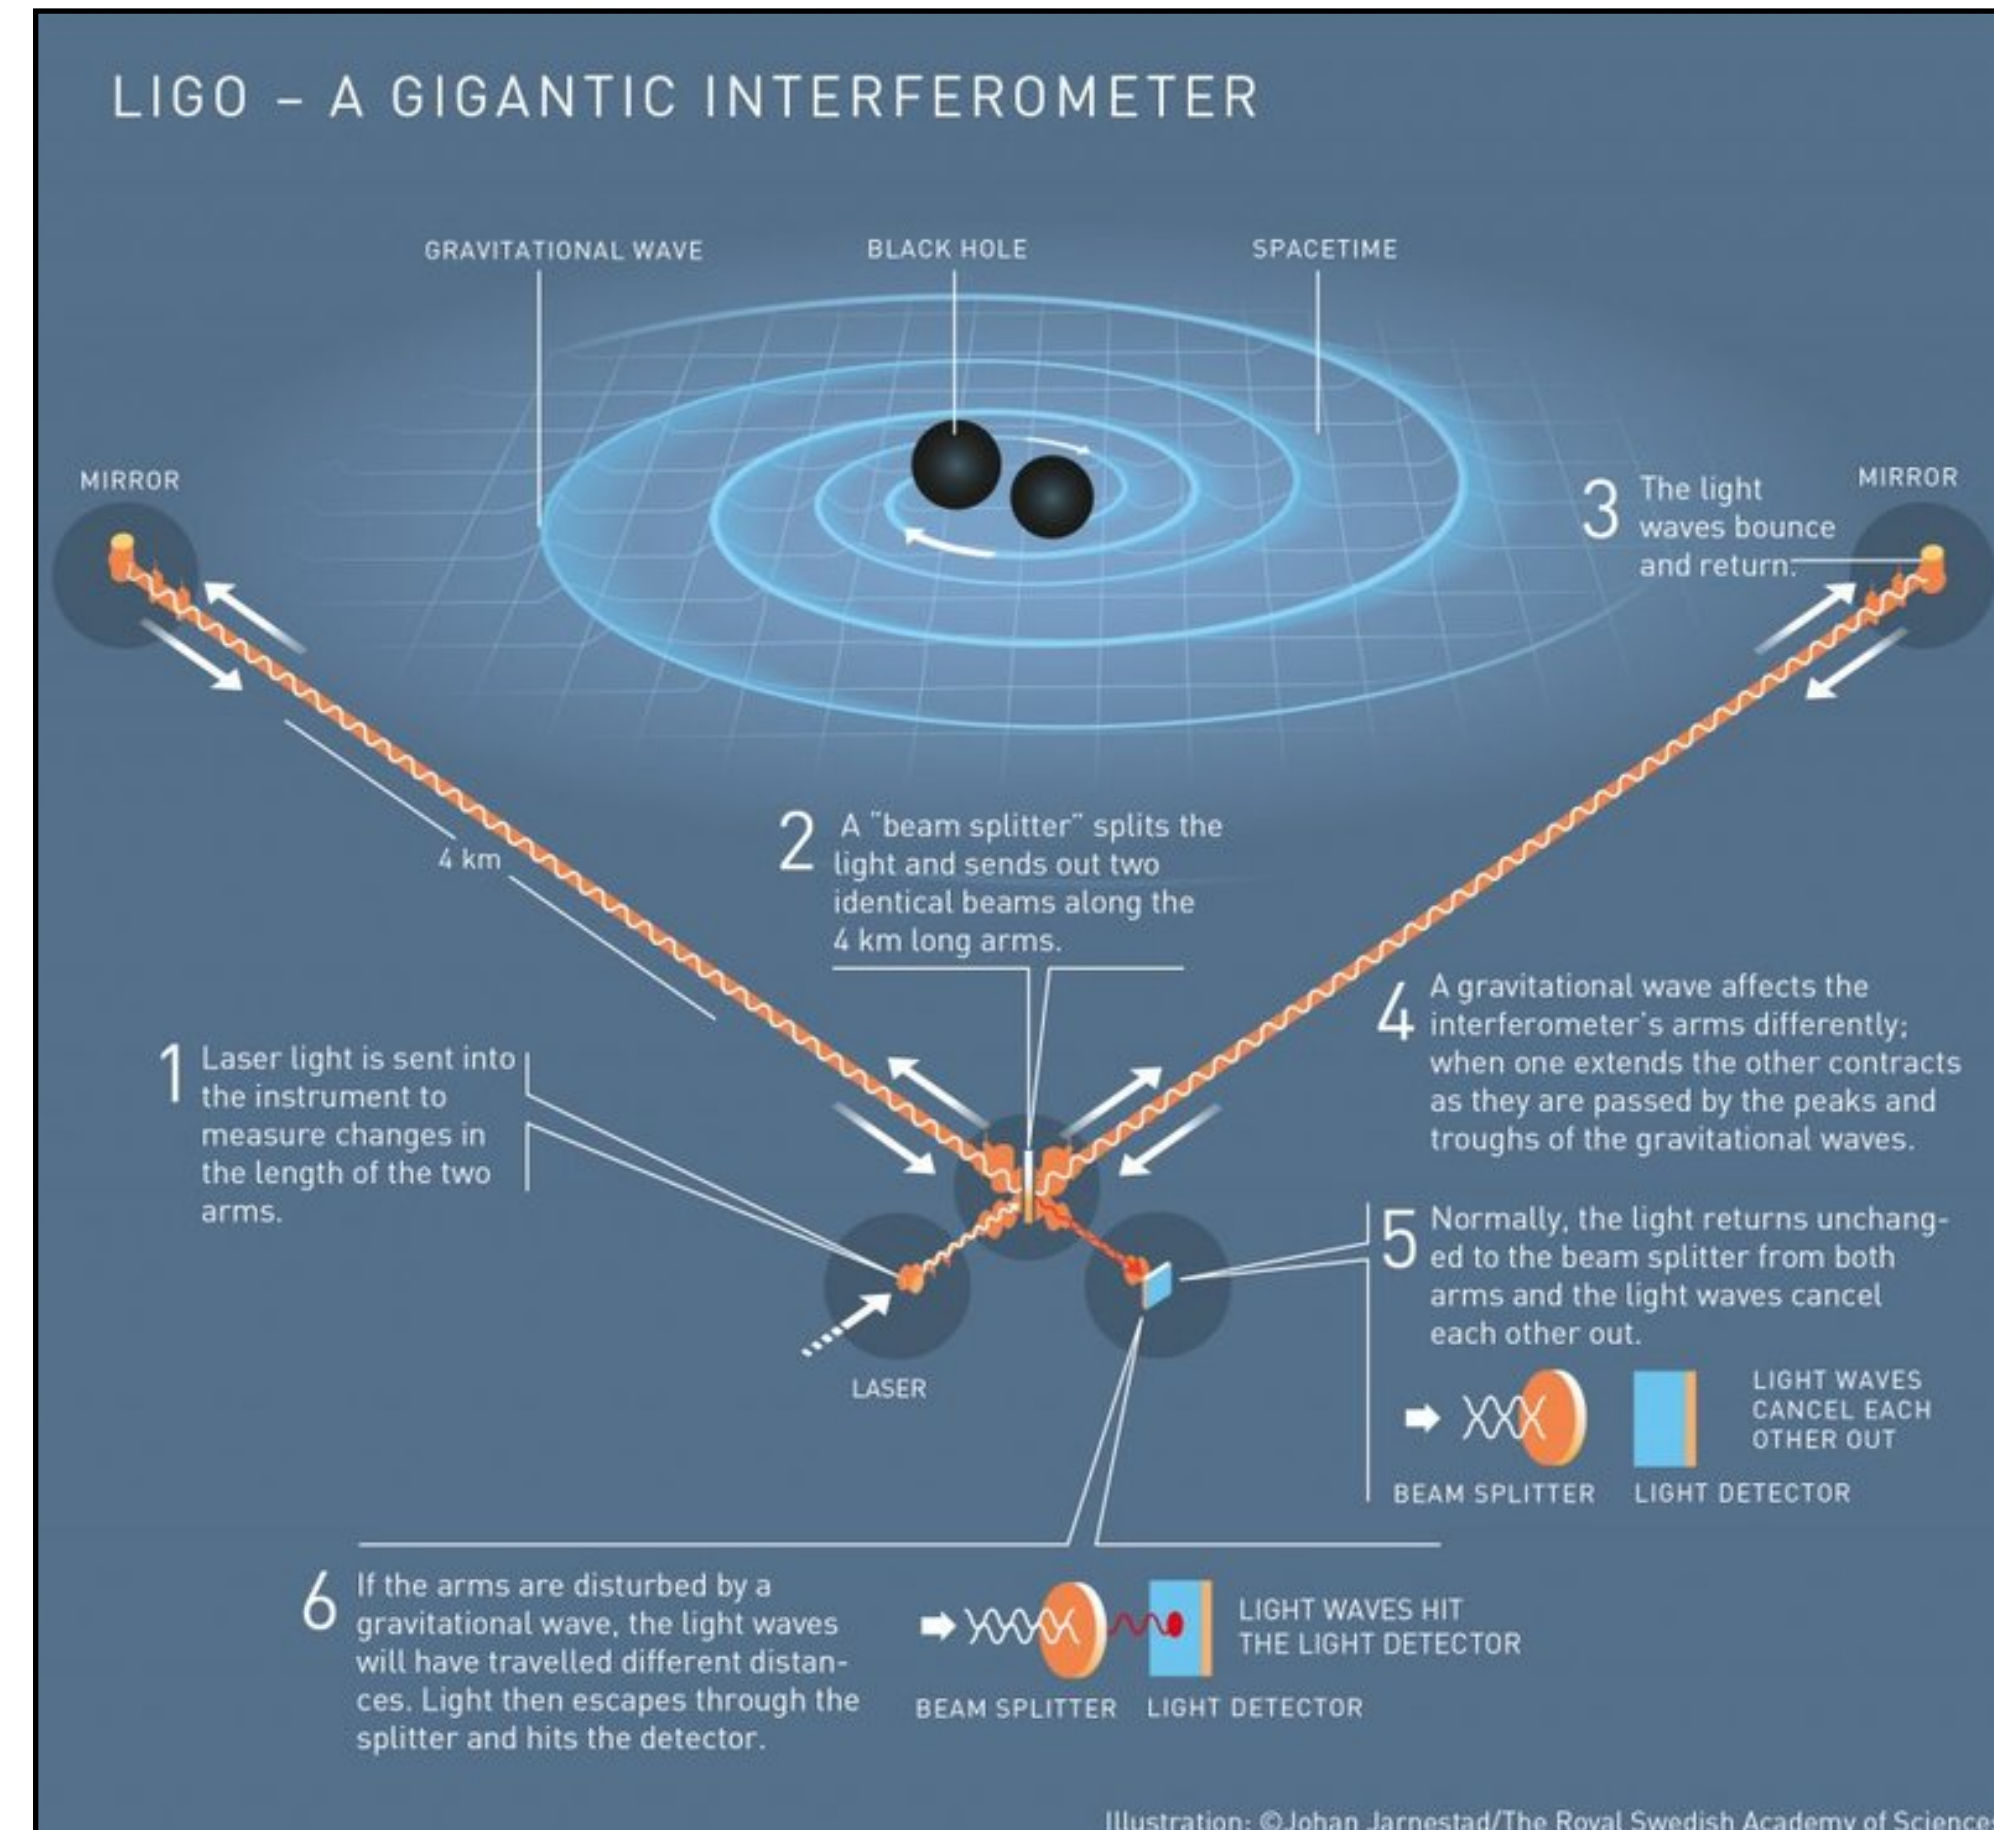 LIGO – A GIGANTIC INTERFEROMETER
GRAVITATIONAL WAVE
BLACK HOLE
SPACETIME
MIRROR
3 The light
waves bounce
and return.
MIRROR
4 km
2 A "beam splitter" splits the
light and sends out two
identical beams along the
4 km long arms.
1 Laser light is sent into
the instrument to
measure changes in
the length of the two
arms.
4 A gravitational wave affects the
interferometer's arms differently;
when one extends the other contracts
as they are passed by the peaks and
troughs of the gravitational waves.
LASER
5 Normally, the light returns unchang-
ed to the beam splitter from both
arms and the light waves cancel
each other out.
LIGHT WAVES
CANCEL EACH
OTHER OUT
BEAM SPLITTER
LIGHT DETECTOR
6 If the arms are disturbed by a
gravitational wave, the light waves
will have travelled different distan-
ces. Light then escapes through the
splitter and hits the detector.
LIGHT WAVES HIT
THE LIGHT DETECTOR
BEAM SPLITTER
LIGHT DETECTOR
Illustration: ©Johan Jarnestad/The Royal Swedish Academy of Science